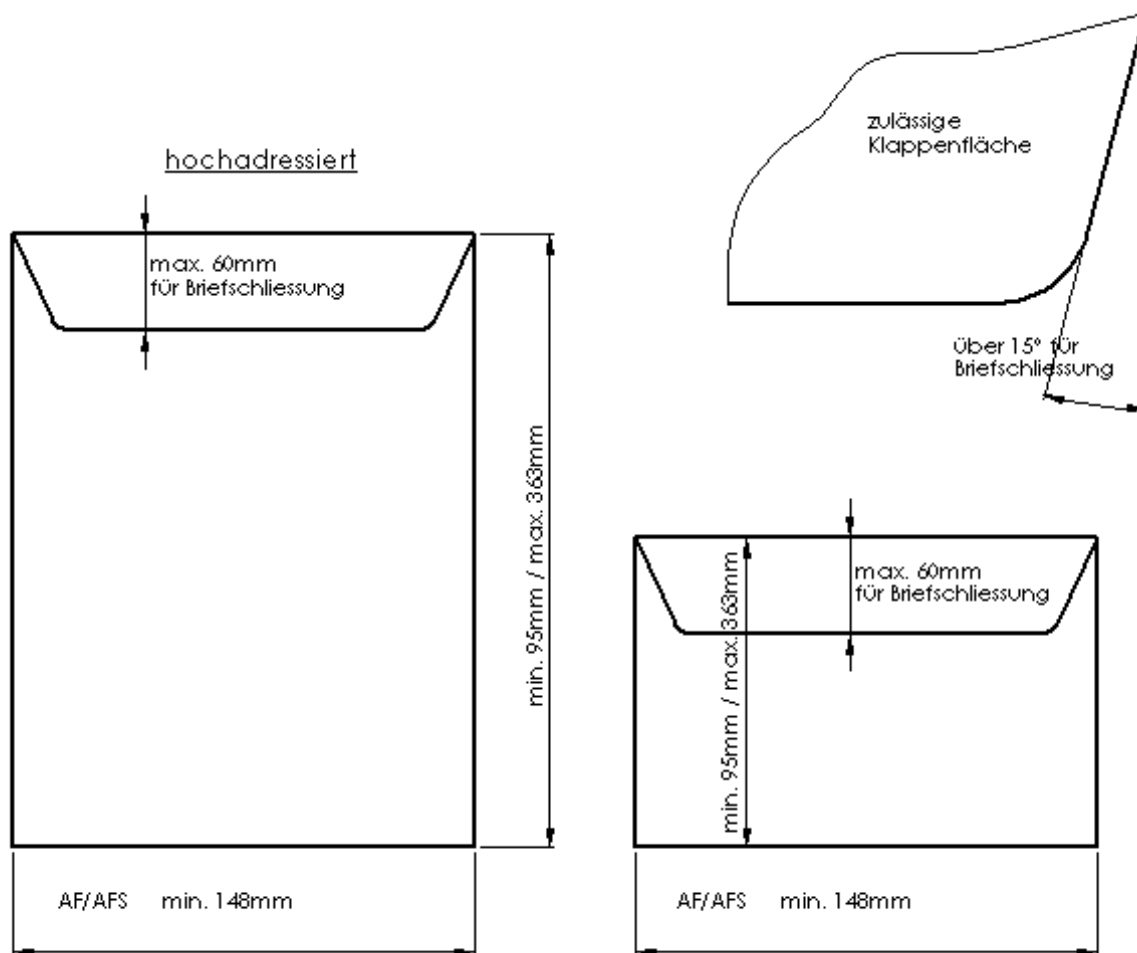 zulässige
Klappenfläche
hochadressiert
max. 60mm
für Briefschliessung
über 15° für
Briefschliessung
min. 95mm / max. 363mm
max. 60mm
für Briefschliessung
min. 95mm / max. 363mm
AF/AFS min. 148mm
AF/AFS min. 148mm